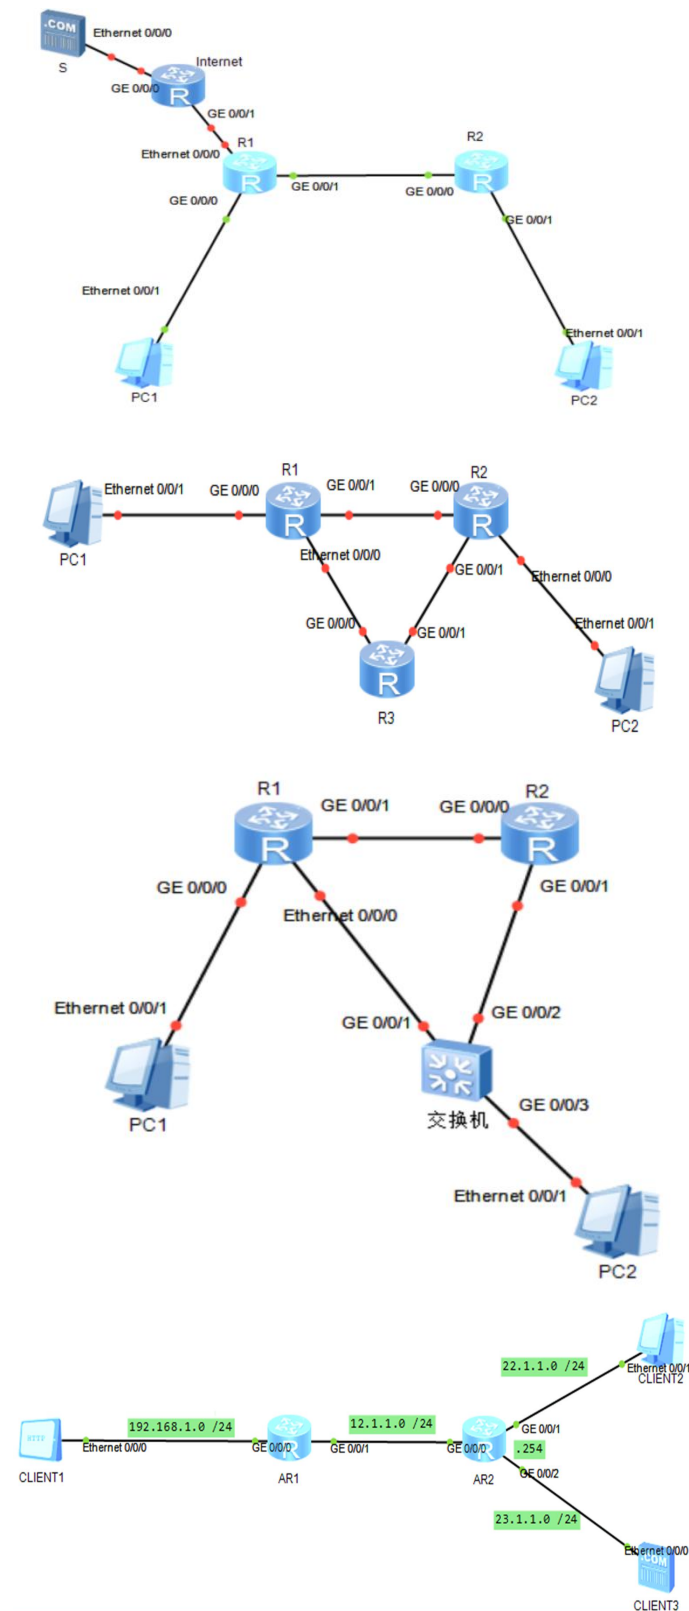 .COM
Ethernet 0/0/0
S
Internet
GE 0/0/0
R
GE 0/0/1
Ethernet 0/0/0
R1
R2
R
R
GE 0/0/1
GE 0/0/0
GE 0/0/0
GE 0/0/1
Ethernet 0/0/1
Ethernet 0/0/1
PC1
PC2
R1
R2
Ethernet 0/0/1
GE 0/0/0
GE 0/0/1
GE 0/0/0
R
R
PC1
Ethernet 0/0/0
GE 0/0/1
Ethernet 0/0/0
GE 0/0/0
GE 0/0/1
Ethernet 0/0/1
R
R3
PC2
R1
R2
GE 0/0/1
GE 0/0/0
R
R
GE 0/0/0
GE 0/0/1
Ethernet 0/0/0
Ethernet 0/0/1
GE 0/0/1
GE 0/0/2
PC1
交换机
GE 0/0/3
Ethernet 0/0/1
PC2
22.1.1.0 /24
Ethernet 0/0/1
CLIENT2
192.168.1.0 /24
12.1.1.0 /24
GE 0/0/1
HTTP
Ethernet 0/0/0
GE 0/0/0
R
GE 0/0/1
GE 0/0/0
R
.254
CLIENT1
AR1
AR2
GE 0/0/2
23.1.1.0 /24
Ethernet 0/0/0
.COM
CLIENT3